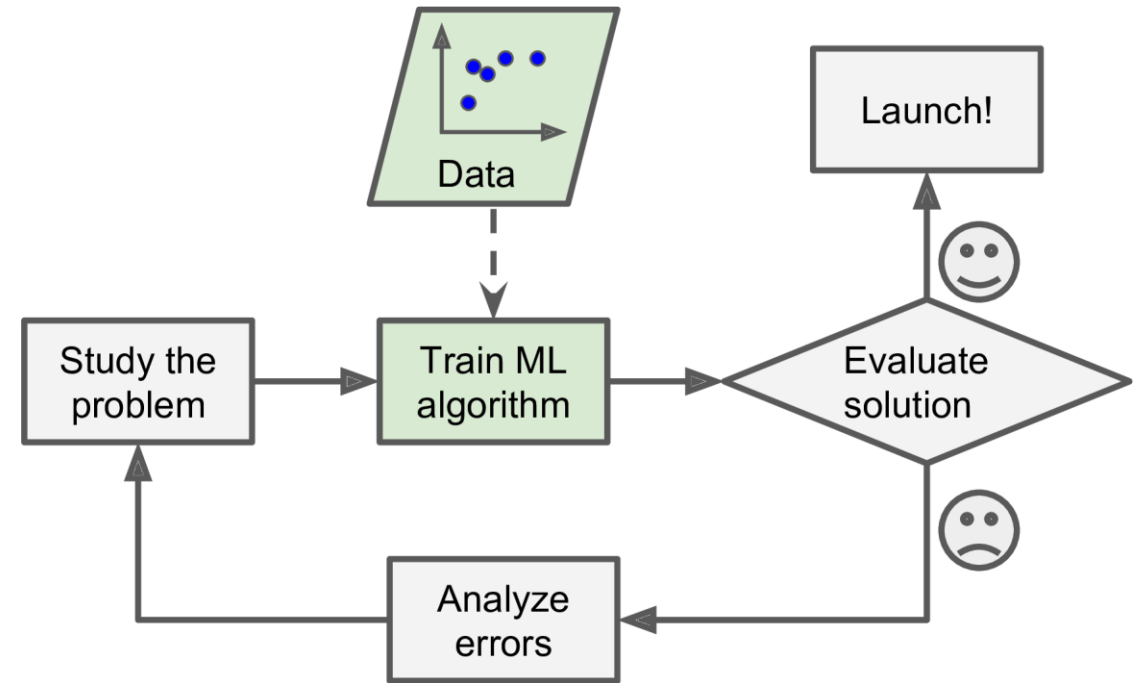 Data
Launch!
Study the
problem
Train ML
algorithm
Evaluate
solution
Analyze
errors